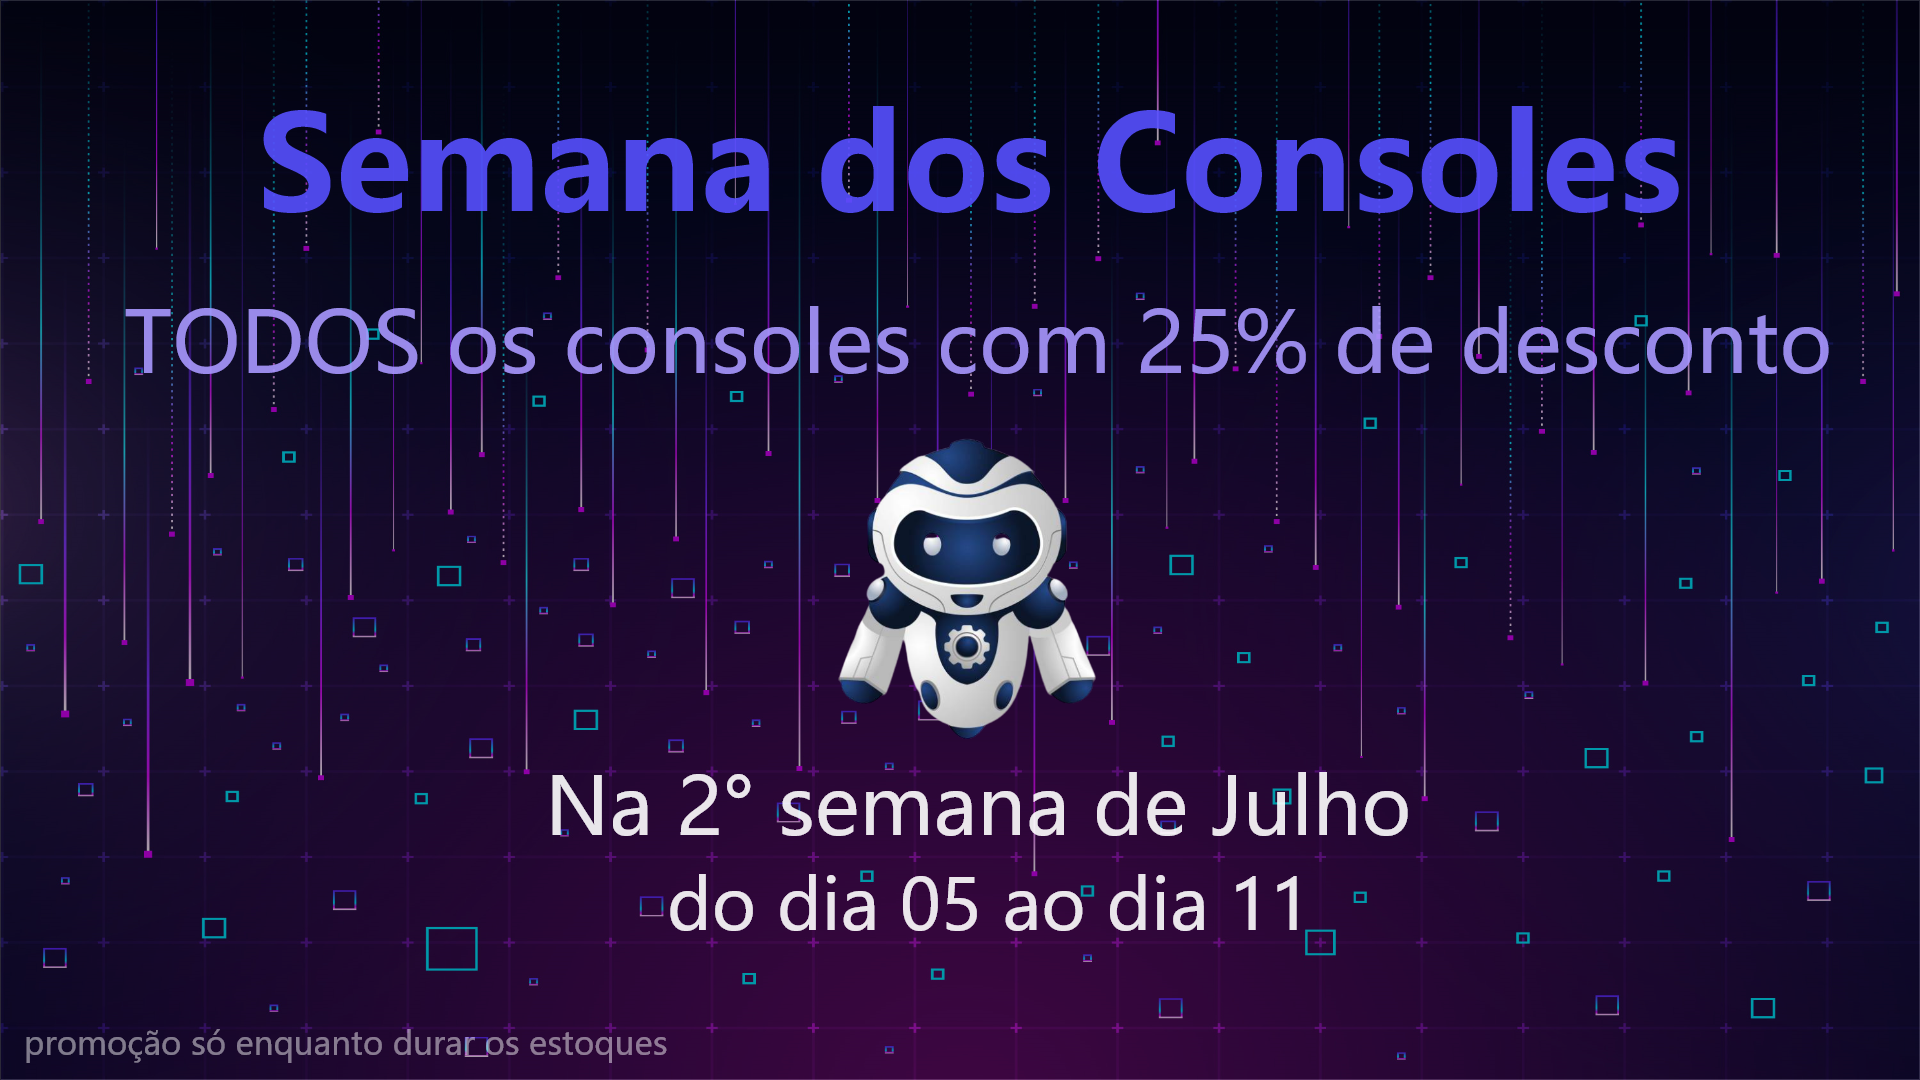 Semana dos Consoles
TODOS os consoles com 25% de desconto
Na 2° semana de Julho
do dia 05 ao dia 11
promoção só enquanto durar os estoques